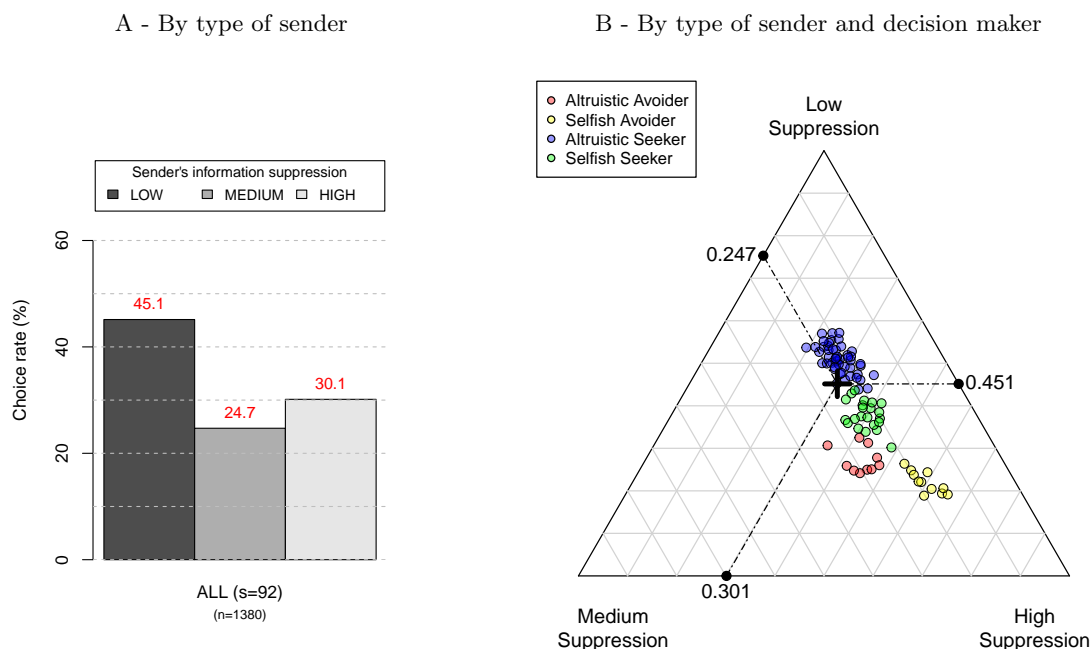 A - By type of sender
B - By type of sender and decision maker
Sender's information suppression
LOW MEDIUM HIGH
Choice rate (%)
60
40
20
0
45.1
24.7
30.1
ALL (s=92)
(n=1380)
Altruistic Avoider
Selfish Avoider
Altruistic Seeker
Selfish Seeker
Low
Suppression
0.247
0.451
0.301
Medium
Suppression
High
Suppression